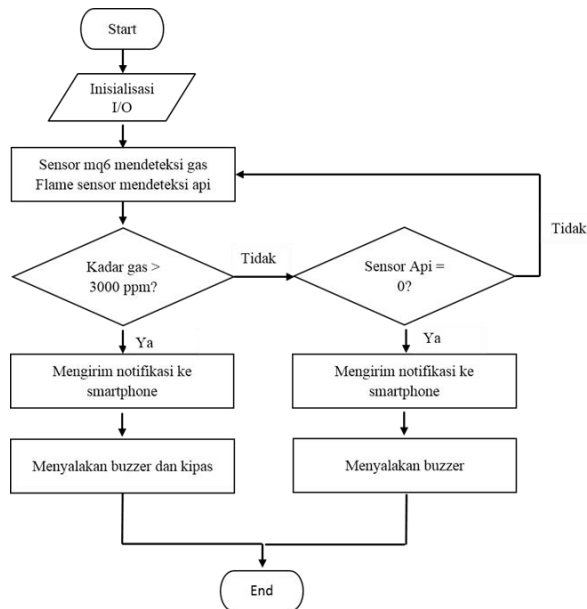 Start
Inisialisasi
I/O
Sensor mq6 mendeteksi gas
Flame sensor mendeteksi api
Kadar gas >
3000 ppm?
Tidak
Sensor Api =
0?
Tidak
Ya
Ya
Mengirim notifikasi ke
smartphone
Mengirim notifikasi ke
smartphone
Menyalakan buzzer dan kipas
Menyalakan buzzer
End